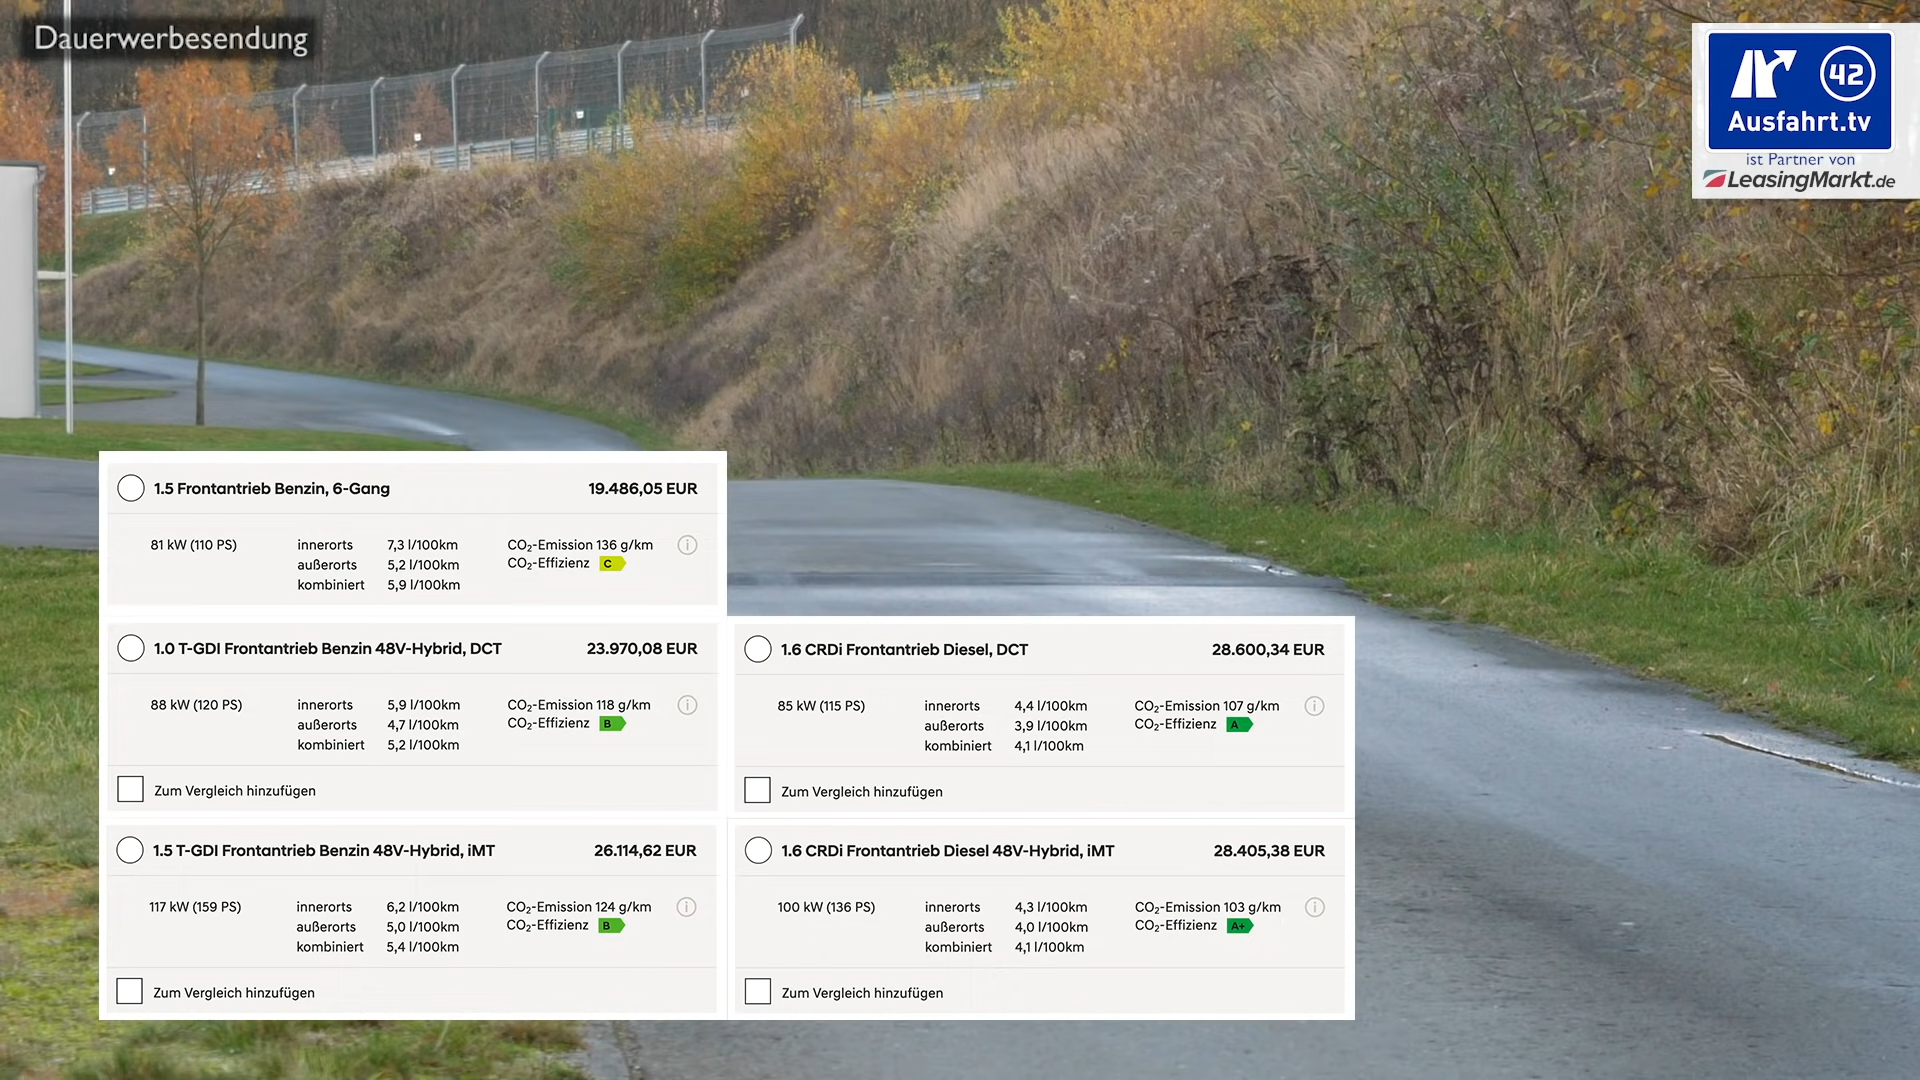 Dauerwerbesendung
42
Ausfahrt.tv
ist Partner von
LeasingMarkt.de
1.5 Frontantrieb Benzin, 6-Gang 19.486,05 EUR
81 kW (110 PS) innerorts 7,3 l/100km CO₂-Emission 136 g/km
außerorts 5,2 l/100km CO₂-Effizienz C
kombiniert 5,9 l/100km
1.0 T-GDI Frontantrieb Benzin 48V-Hybrid, DCT 23.970,08 EUR
88 kW (120 PS) innerorts 5,9 l/100km CO₂-Emission 118 g/km
außerorts 4,7 l/100km CO₂-Effizienz B
kombiniert 5,2 l/100km
Zum Vergleich hinzufügen
1.6 CRDi Frontantrieb Diesel, DCT 28.600,34 EUR
85 kW (115 PS) innerorts 4,4 l/100km CO₂-Emission 107 g/km
außerorts 3,9 l/100km CO₂-Effizienz A
kombiniert 4,1 l/100km
Zum Vergleich hinzufügen
1.5 T-GDI Frontantrieb Benzin 48V-Hybrid, iMT 26.114,62 EUR
117 kW (159 PS) innerorts 6,2 l/100km CO₂-Emission 124 g/km
außerorts 5,0 l/100km CO₂-Effizienz B
kombiniert 5,4 l/100km
Zum Vergleich hinzufügen
1.6 CRDi Frontantrieb Diesel 48V-Hybrid, iMT 28.405,38 EUR
100 kW (136 PS) innerorts 4,3 l/100km CO₂-Emission 103 g/km
außerorts 4,0 l/100km CO₂-Effizienz A+
kombiniert 4,1 l/100km
Zum Vergleich hinzufügen